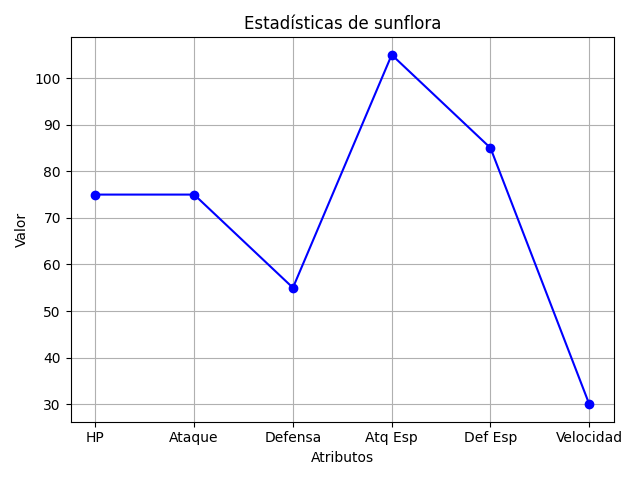 Estadísticas de sunflora
Valor
100
90
80
70
60
50
40
30
HP Ataque Defensa Atq Esp Def Esp Velocidad
Atributos